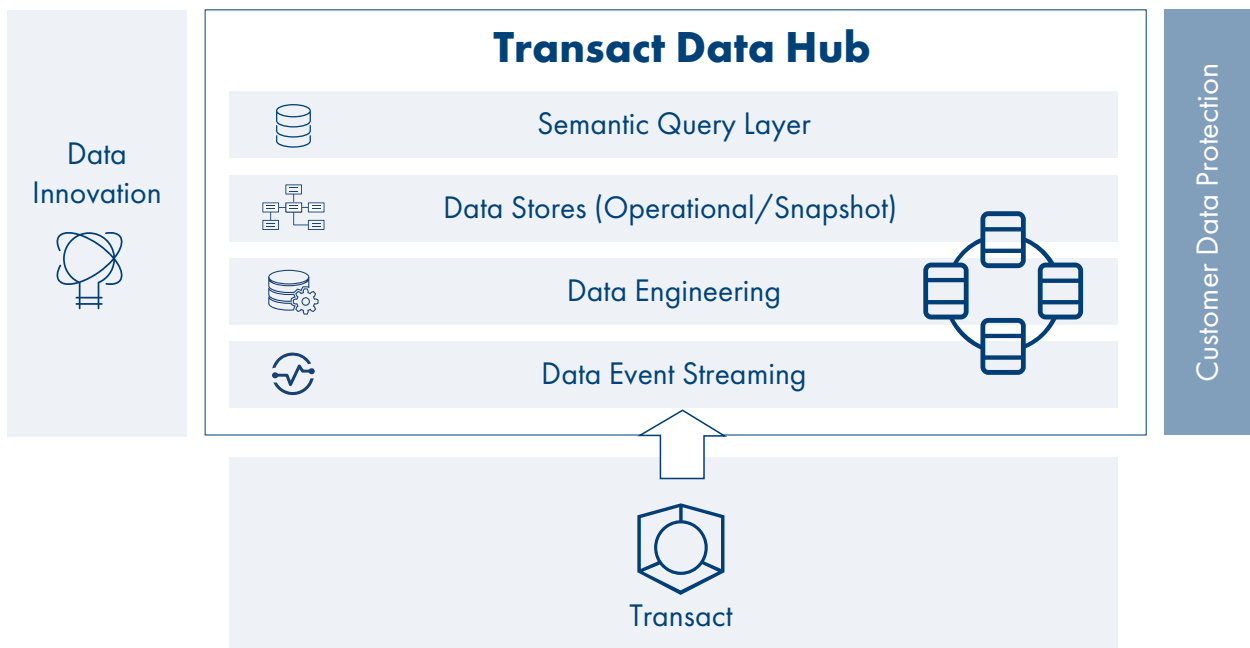 Transact Data Hub
Semantic Query Layer
Data Stores (Operational/Snapshot)
Data Engineering
Data Event Streaming
Data
Innovation
Customer Data Protection
Transact